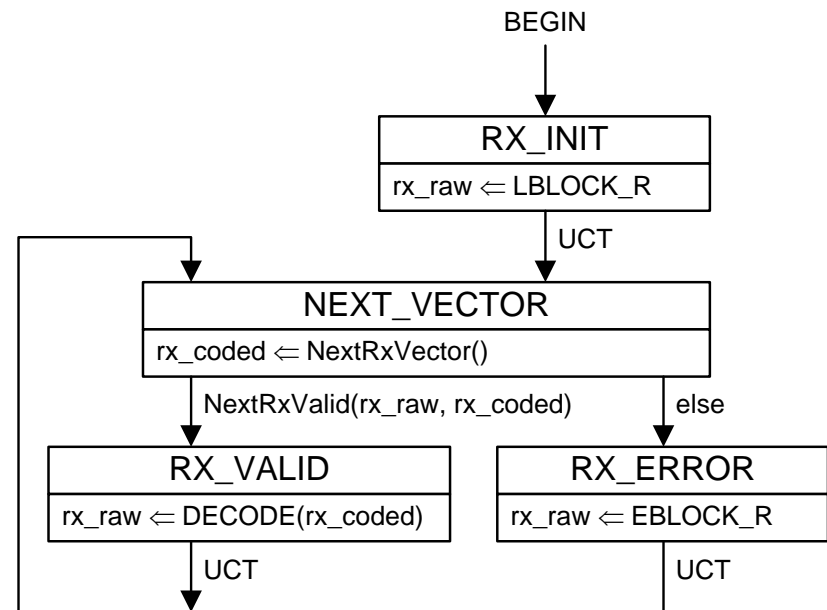 BEGIN
RX_INIT
rx_raw ⇐ LBLOCK_R
UCT
NEXT_VECTOR
rx_coded ⇐ NextRxVector()
NextRxValid(rx_raw, rx_coded)
else
RX_VALID
rx_raw ⇐ DECODE(rx_coded)
UCT
RX_ERROR
rx_raw ⇐ EBLOCK_R
UCT